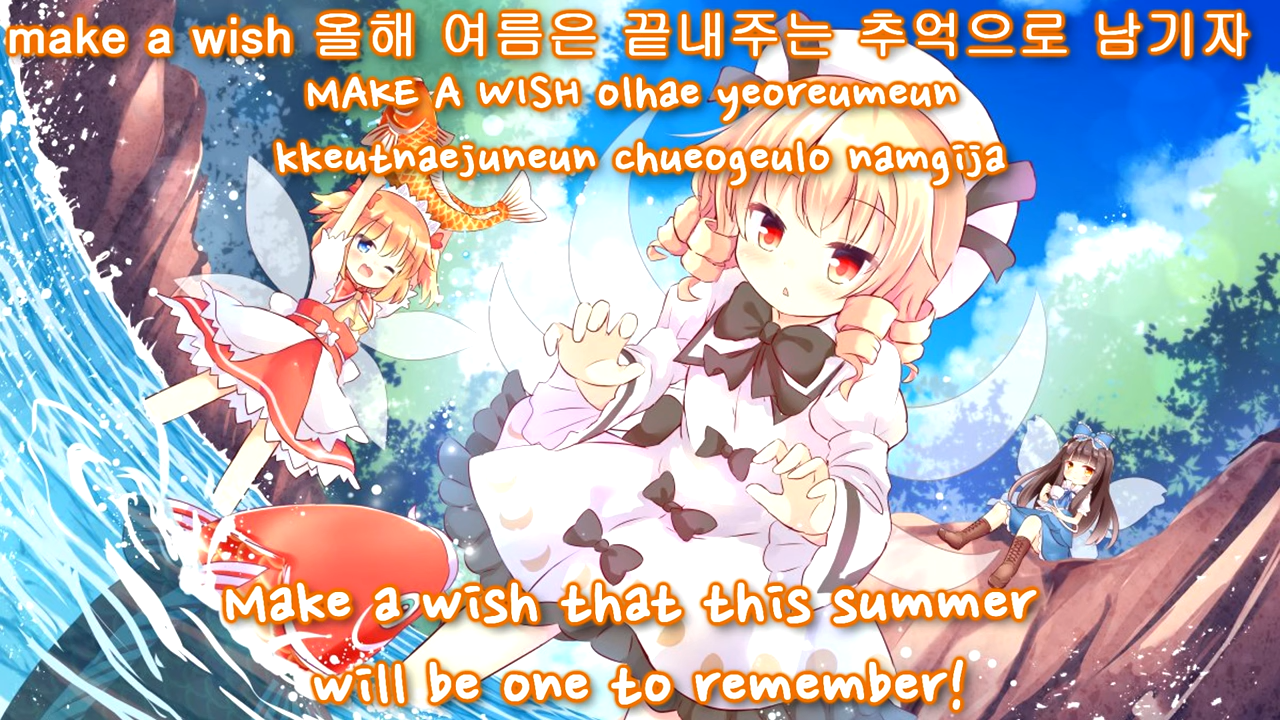 make a wish 올해 여름은 끝내주는 추억으로 남기자
MAKE A WISH olhae yeoreumeun
kkeutnaejuneun chueogeulo namgija
Make a wish that this summer
will be one to remember!